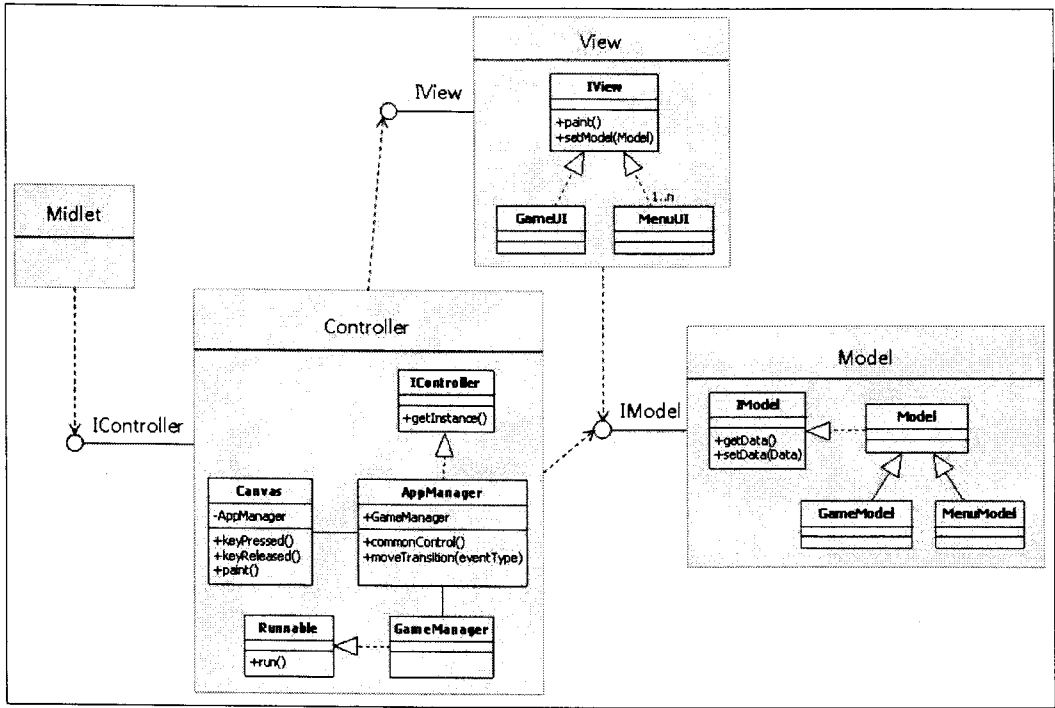 View
IView
IView
+paint()
+setModel(Model)
1..n
GameUI
MenuUI
Midlet
Controller
IController
IController
+getInstance()
Canvas
-AppManager
+keyPressed()
+keyReleased()
+paint()
AppManager
+GameManager
+commonControl()
+moveTransition(eventType)
Runnable
+run()
GameManager
Model
IModel
IModel
+getData()
+setData(Data)
Model
GameModel
MenuModel